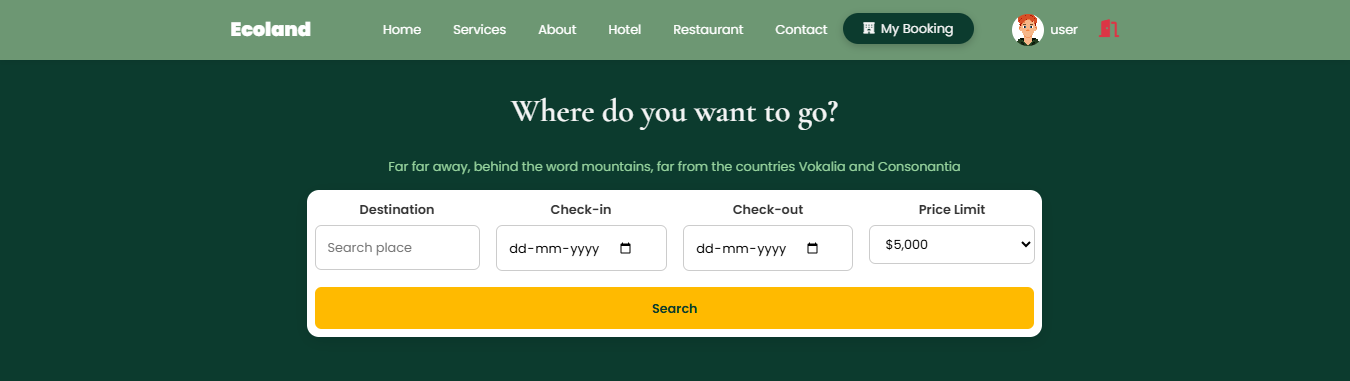 Ecoland Home Services About Hotel Restaurant Contact My Booking user
Where do you want to go?
Far far away, behind the word mountains, far from the countries Vokalia and Consonantia
Destination Check-in Check-out Price Limit
Search place dd-mm-yyyy dd-mm-yyyy $5,000
Search